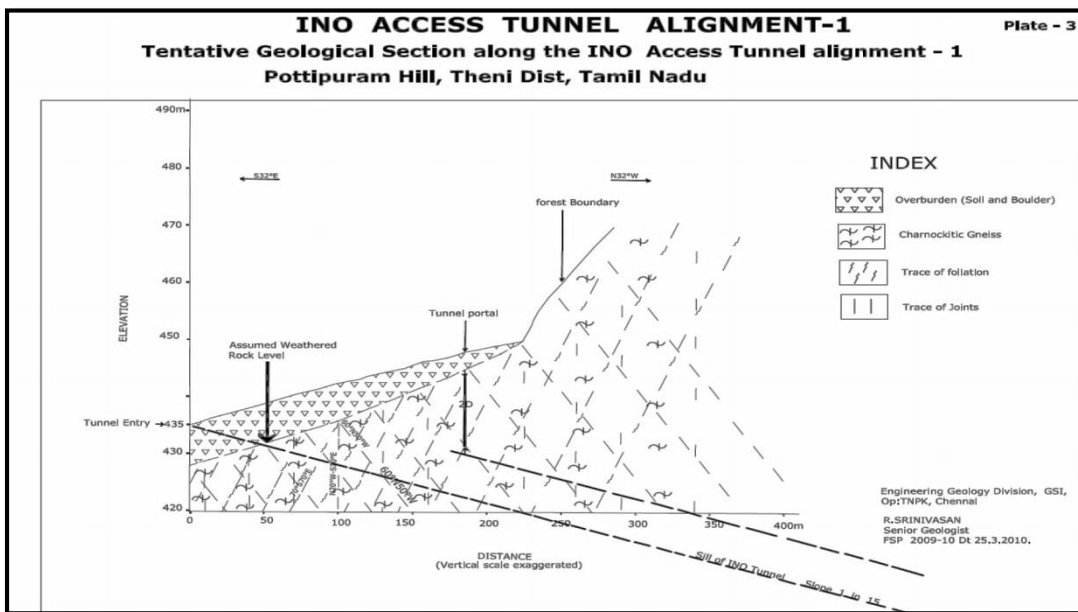 INO ACCESS TUNNEL ALIGNMENT-1
Plate - 3
Tentative Geological Section along the INO Access Tunnel alignment - 1
Pottipuram Hill, Theni Dist, Tamil Nadu
490m
480
470
460
450
435
430
420
ELEVATION
S32°E
N32°W
forest Boundary
Tunnel portal
Assumed Weathered
Rock Level
Tunnel Entry
2D
60°N50°W
0
50
100
150
200
250
300
350
400m
DISTANCE
(Vertical scale exaggerated)
Sill of INO Tunnel Slope 1 in 15
INDEX
Overburden (Soil and Boulder)
Charnockitic Gneiss
Trace of foliation
Trace of Joints
Engineering Geology Division, GSI,
Op:TNPK, Chennai
R.SRINIVASAN
Senior Geologist
FSP 2009-10 Dt 25.3.2010.